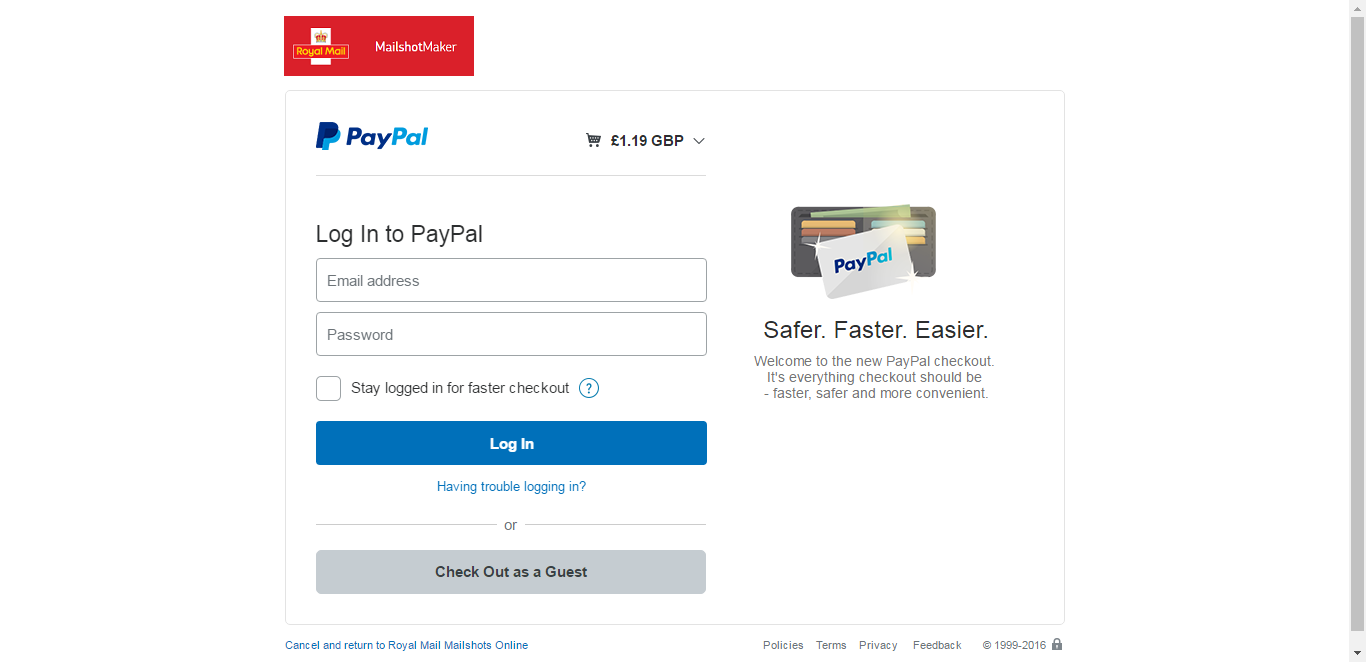 Royal Mail
MailshotMaker
PayPal
£1.19 GBP
Log In to PayPal
Email address
Password
Stay logged in for faster checkout ?
Log In
Having trouble logging in?
or
Check Out as a Guest
PayPal
Safer. Faster. Easier.
Welcome to the new PayPal checkout.
It's everything checkout should be
- faster, safer and more convenient.
Cancel and return to Royal Mail Mailshots Online
Policies Terms Privacy Feedback © 1999-2016